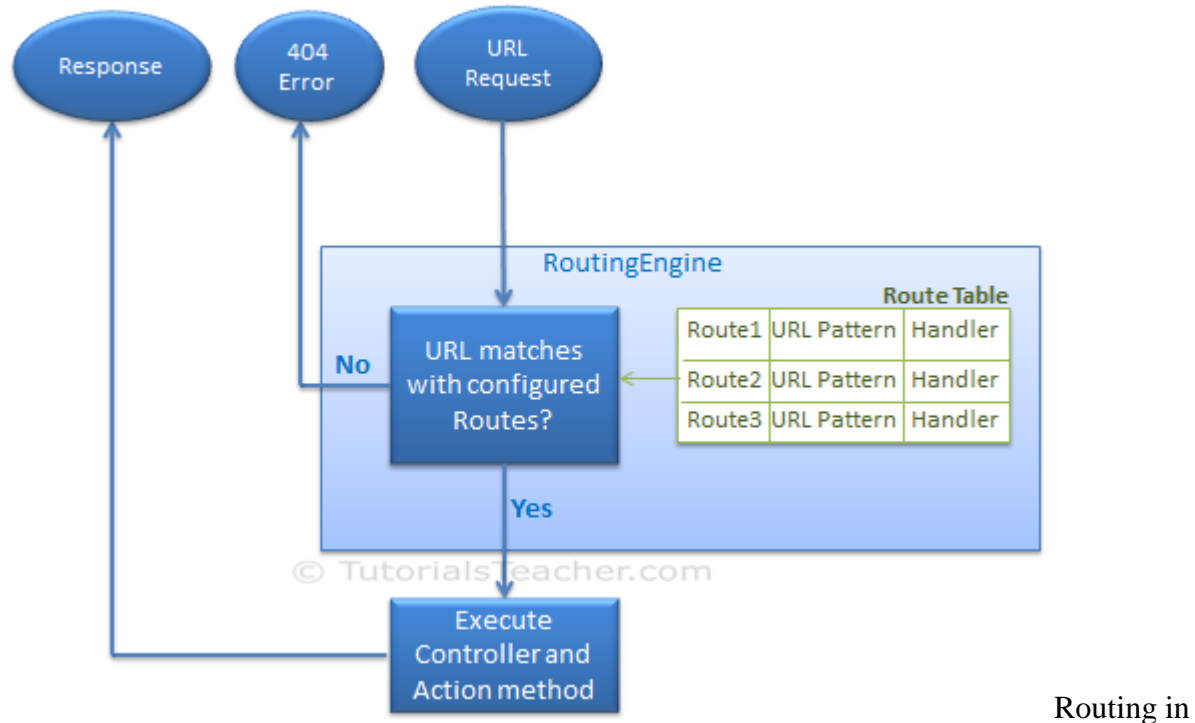 Response
404
Error
URL
Request
RoutingEngine
Route Table
Route1 URL Pattern Handler
Route2 URL Pattern Handler
Route3 URL Pattern Handler
URL matches
with configured
Routes?
No
Yes
© TutorialsTeacher.com
Execute
Controller and
Action method
Routing in